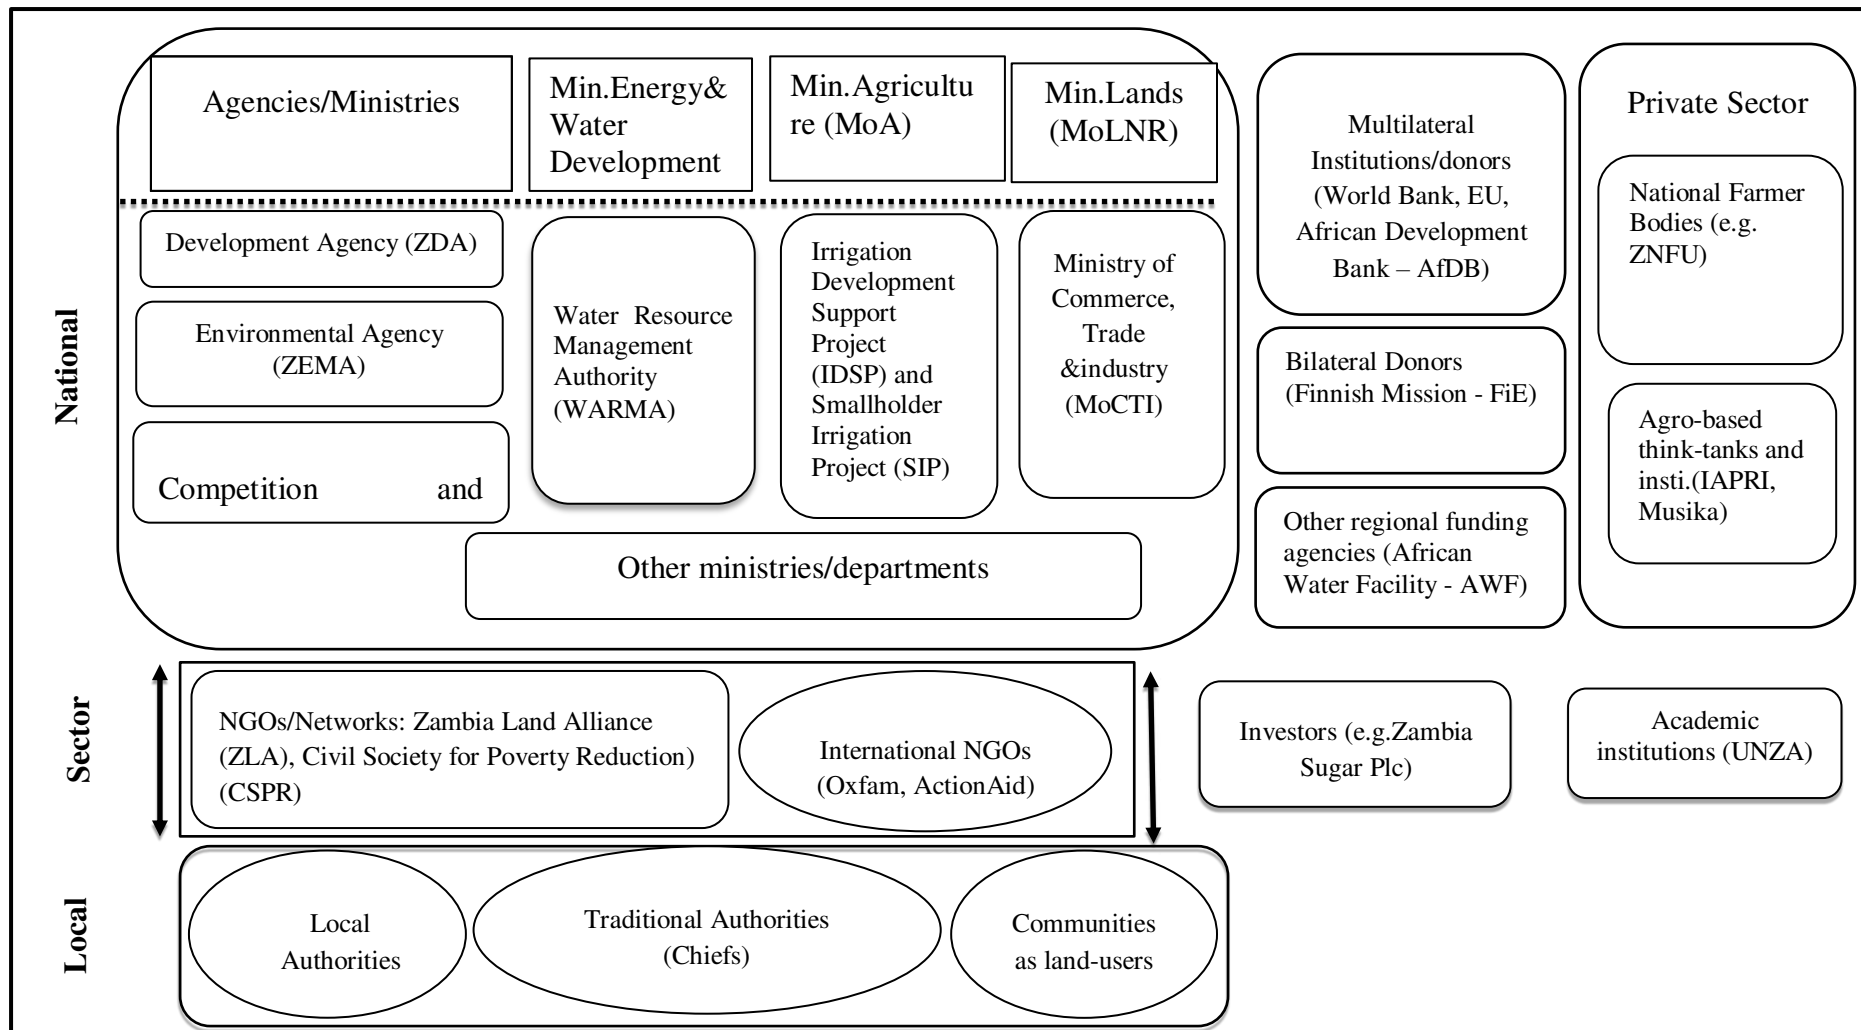 National
Agencies/Ministries
Min.Energy&
Water
Development
Min.Agricultu
re (MoA)
Min.Lands
(MoLNR)
Development Agency (ZDA)
Environmental Agency
(ZEMA)
Competition and
Water Resource
Management
Authority
(WARMA)
Irrigation
Development
Support
Project
(IDSP) and
Smallholder
Irrigation
Project (SIP)
Ministry of
Commerce,
Trade
&industry
(MoCTI)
Other ministries/departments
Multilateral
Institutions/donors
(World Bank, EU,
African Development
Bank – AfDB)
Bilateral Donors
(Finnish Mission - FiE)
Other regional funding
agencies (African
Water Facility - AWF)
Private Sector
National Farmer
Bodies (e.g.
ZNFU)
Agro-based
think-tanks and
insti.(IAPRI,
Musika)
Sector
NGOs/Networks: Zambia Land Alliance
(ZLA), Civil Society for Poverty Reduction)
(CSPR)
International NGOs
(Oxfam, ActionAid)
Investors (e.g.Zambia
Sugar Plc)
Academic
institutions (UNZA)
Local
Local
Authorities
Traditional Authorities
(Chiefs)
Communities
as land-users